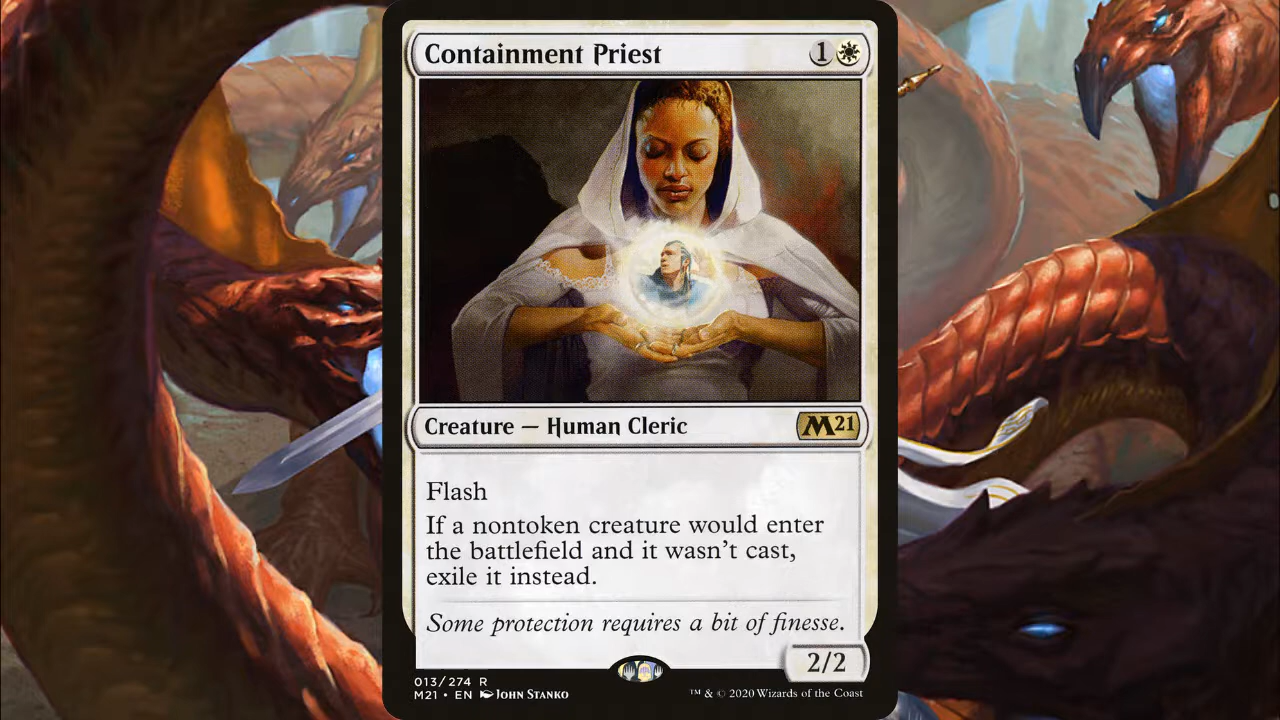 Containment Priest 1
Creature — Human Cleric M21
Flash
If a nontoken creature would enter
the battlefield and it wasn't cast,
exile it instead.
Some protection requires a bit of finesse.
2/2
013/274 R
M21 • EN JOHN STANKO
™ & © 2020 Wizards of the Coast